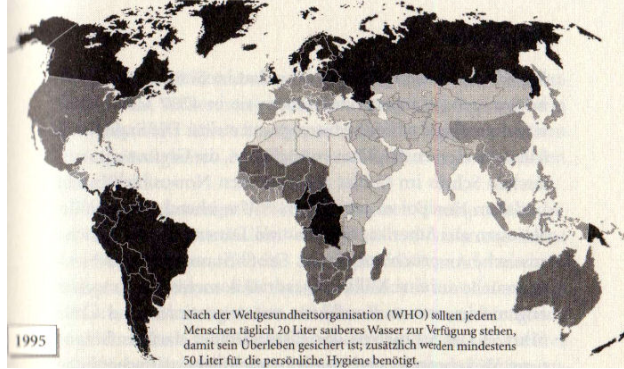 Nach der Weltgesundheitsorganisation (WHO) sollten jedem
Menschen täglich 20 Liter sauberes Wasser zur Verfügung stehen,
damit sein Überleben gesichert ist; zusätzlich werden mindestens
50 Liter für die persönliche Hygiene benötigt.
1995